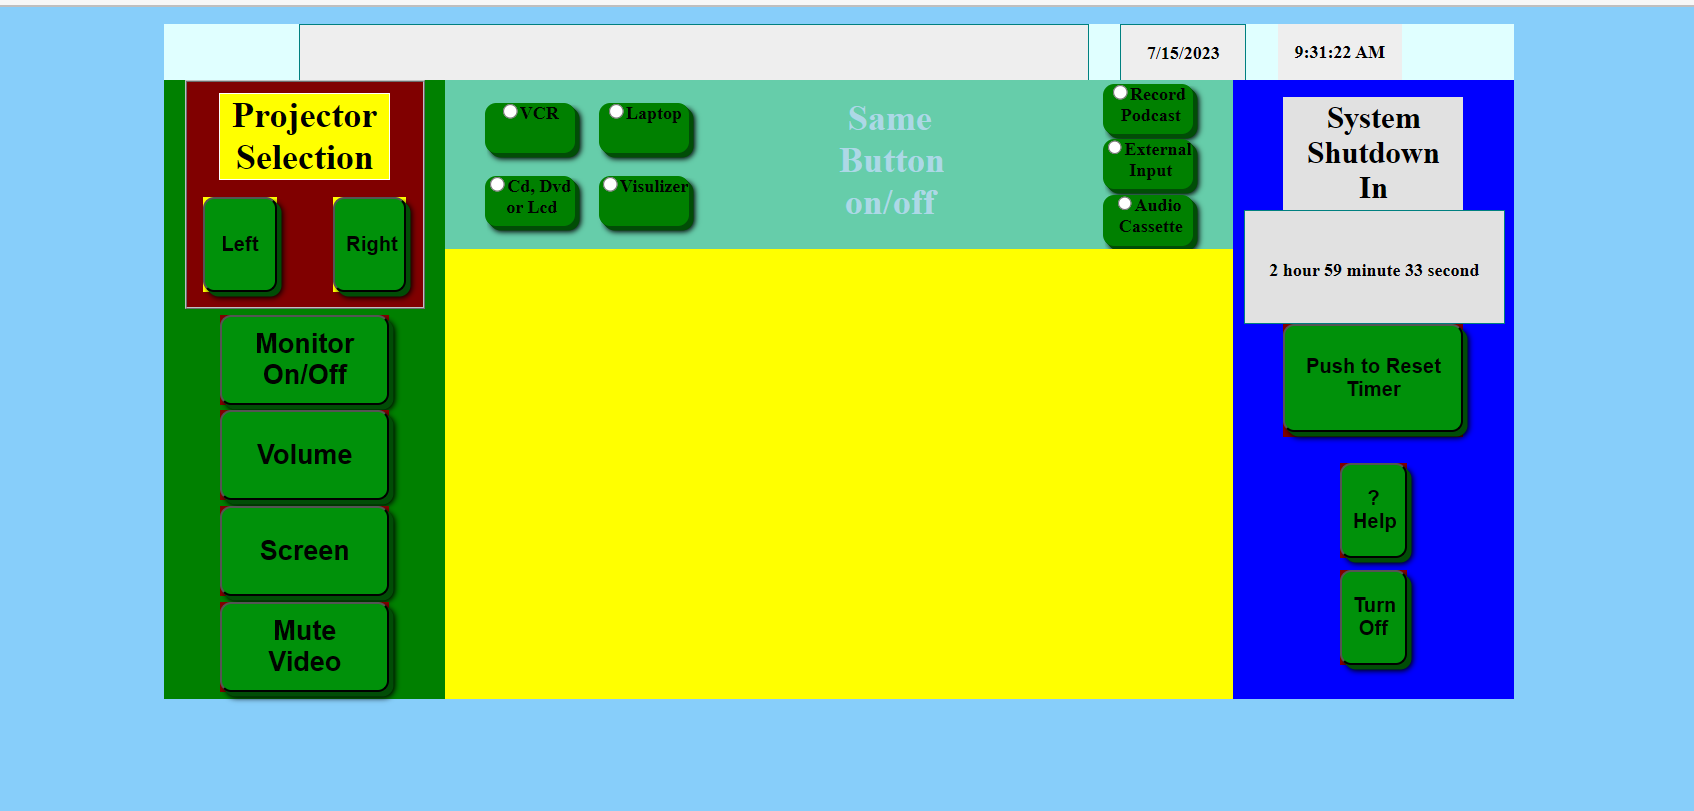 7/15/2023
9:31:22 AM
Projector
Selection
Left
Right
Monitor
On/Off
Volume
Screen
Mute
Video
VCR
Laptop
Cd, Dvd
or Lcd
Visulizer
Same
Button
on/off
Record
Podcast
External
Input
Audio
Cassette
System
Shutdown
In
2 hour 59 minute 33 second
Push to Reset
Timer
?
Help
Turn
Off